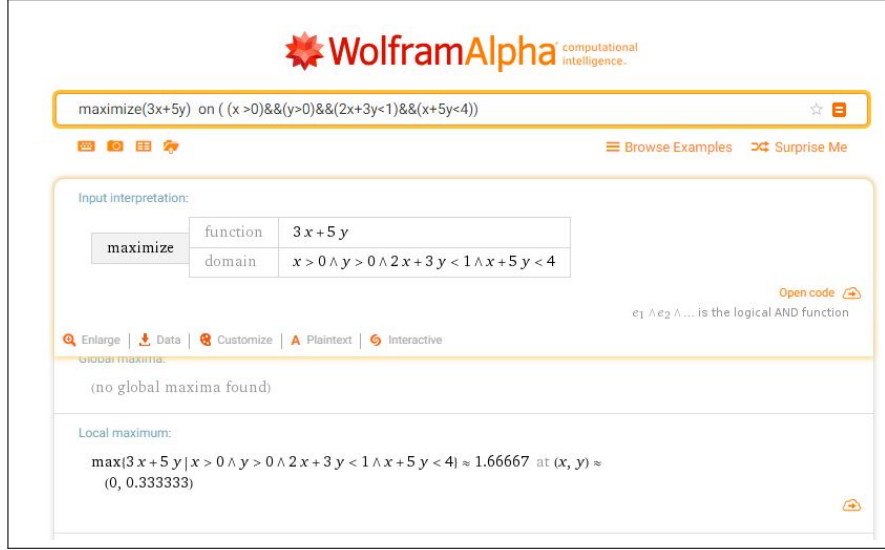 WolframAlpha computational intelligence.
maximize(3x+5y) on ( (x >0)&&(y>0)&&(2x+3y<1)&&(x+5y<4))
Browse Examples Surprise Me
Input interpretation:
maximize function 3 x + 5 y
domain x > 0 ∧ y > 0 ∧ 2 x + 3 y < 1 ∧ x + 5 y < 4
Open code
e₁ ∧ e₂ ∧ ... is the logical AND function
Enlarge | Data | Customize | A Plaintext | Interactive
Global maxima:
(no global maxima found)
Local maximum:
max{3 x + 5 y | x > 0 ∧ y > 0 ∧ 2 x + 3 y < 1 ∧ x + 5 y < 4} ≈ 1.66667 at (x, y) ≈
(0, 0.333333)